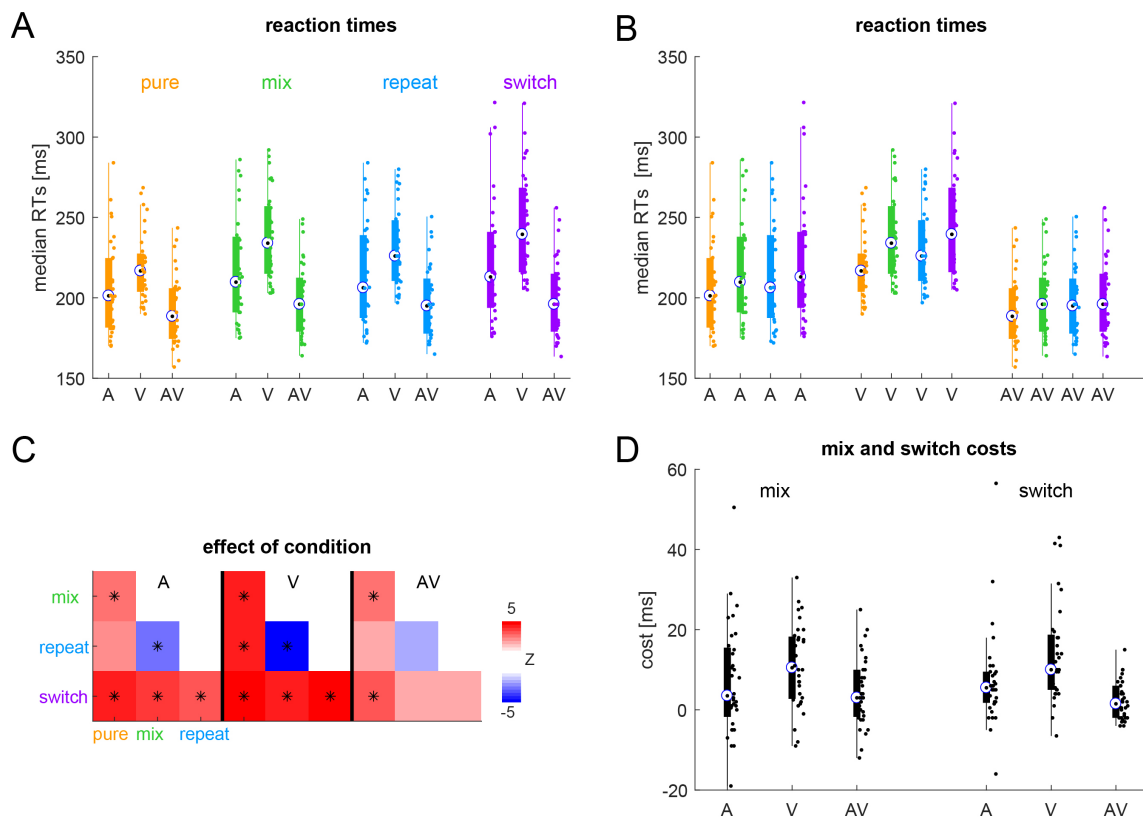 A
reaction times
350
300
250
200
150
median RTs [ms]
pure mix repeat switch
A V AV A V AV A V AV A V AV
B
reaction times
350
300
250
200
150
median RTs [ms]
A A A A V V V V AV AV AV AV
C
effect of condition
A V AV
mix
repeat
switch
pure mix repeat
5
Z
-5
D
mix and switch costs
60
40
20
0
-20
cost [ms]
mix switch
A V AV A V AV